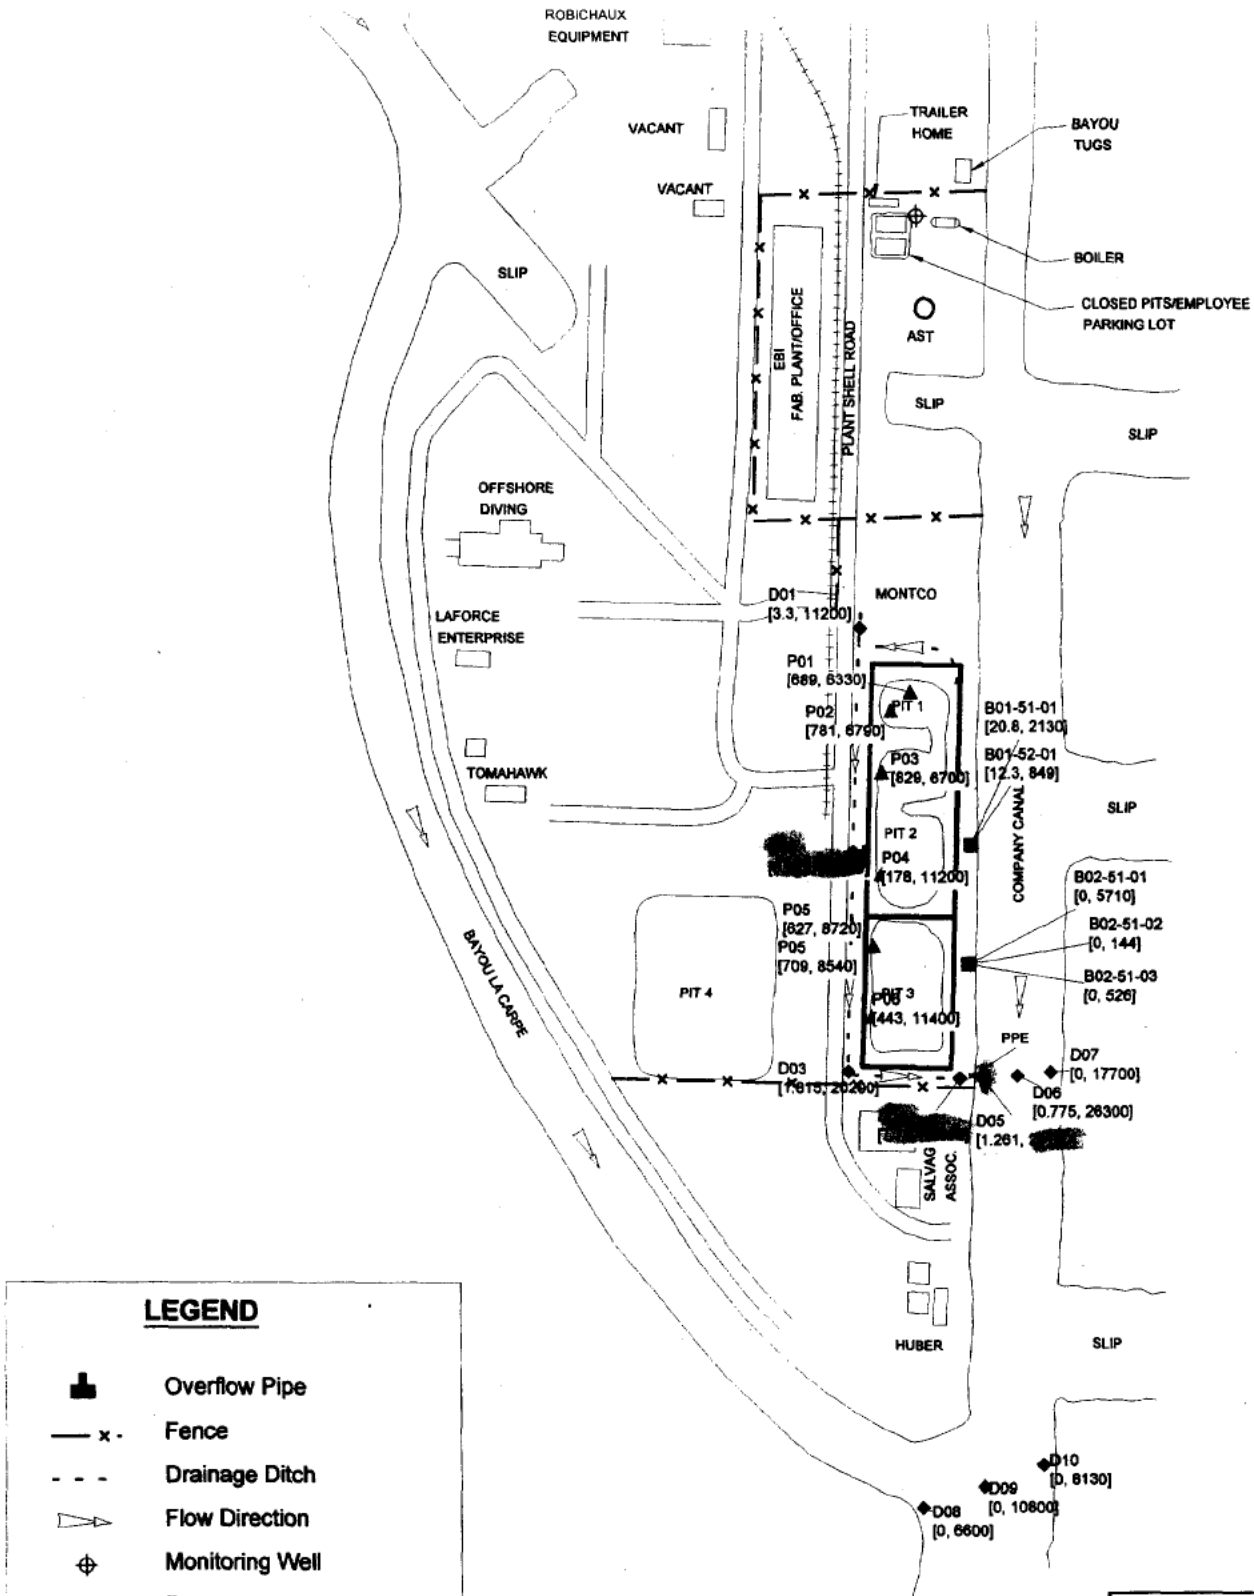 ROBICHAUX
EQUIPMENT
VACANT
TRAILER
HOME
BAYOU
TUGS
VACANT
SLIP
BOILER
CLOSED PITS/EMPLOYEE
PARKING LOT
AST
EBI
FAB. PLANT/OFFICE
PLANT SHELL ROAD
SLIP
SLIP
OFFSHORE
DIVING
D01
[3.3, 11200]
MONTCO
LAFORCE
ENTERPRISE
P01
[689, 6330]
PIT 1
P02
[781, 6790]
B01-51-01
[20.8, 2130]
B01-52-01
[12.3, 849]
P03
[829, 6700]
TOMAHAWK
COMPANY CANAL
SLIP
PIT 2
P04
[178, 11200]
B02-51-01
[0, 5710]
P05
[627, 8720]
B02-51-02
[0, 144]
P05
[709, 8540]
BAYOU LA CARPE
B02-51-03
[0, 526]
PIT 4
PIT 3
[443, 11400]
PPE
D03
[1.615, 20200]
D07
[0, 17700]
D06
[0.775, 26300]
D05
[1.261,
SALVAG
ASSOC.
HUBER
SLIP
D10
[0, 8130]
D09
[0, 10800]
D08
[0, 6600]
LEGEND
Overflow Pipe
Fence
Drainage Ditch
Flow Direction
Monitoring Well